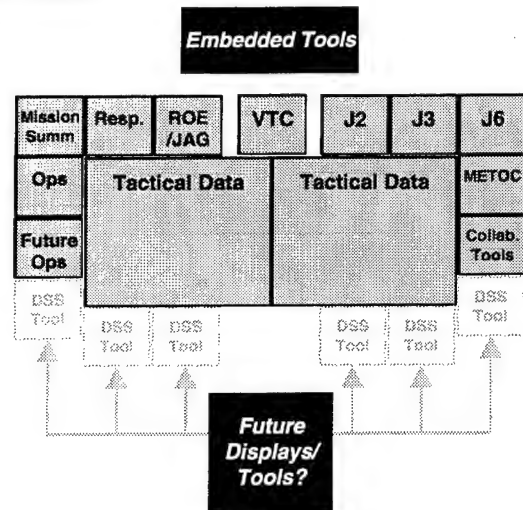 Embedded Tools
Mission
Summ
Resp.
ROE
/JAG
VTC
J2
J3
J6
Ops
Tactical Data
Tactical Data
METOC
Future
Ops
Collab.
Tools
DSS
Tool
DSS
Tool
DSS
Tool
DSS
Tool
DSS
Tool
DSS
Tool
Future
Displays/
Tools?